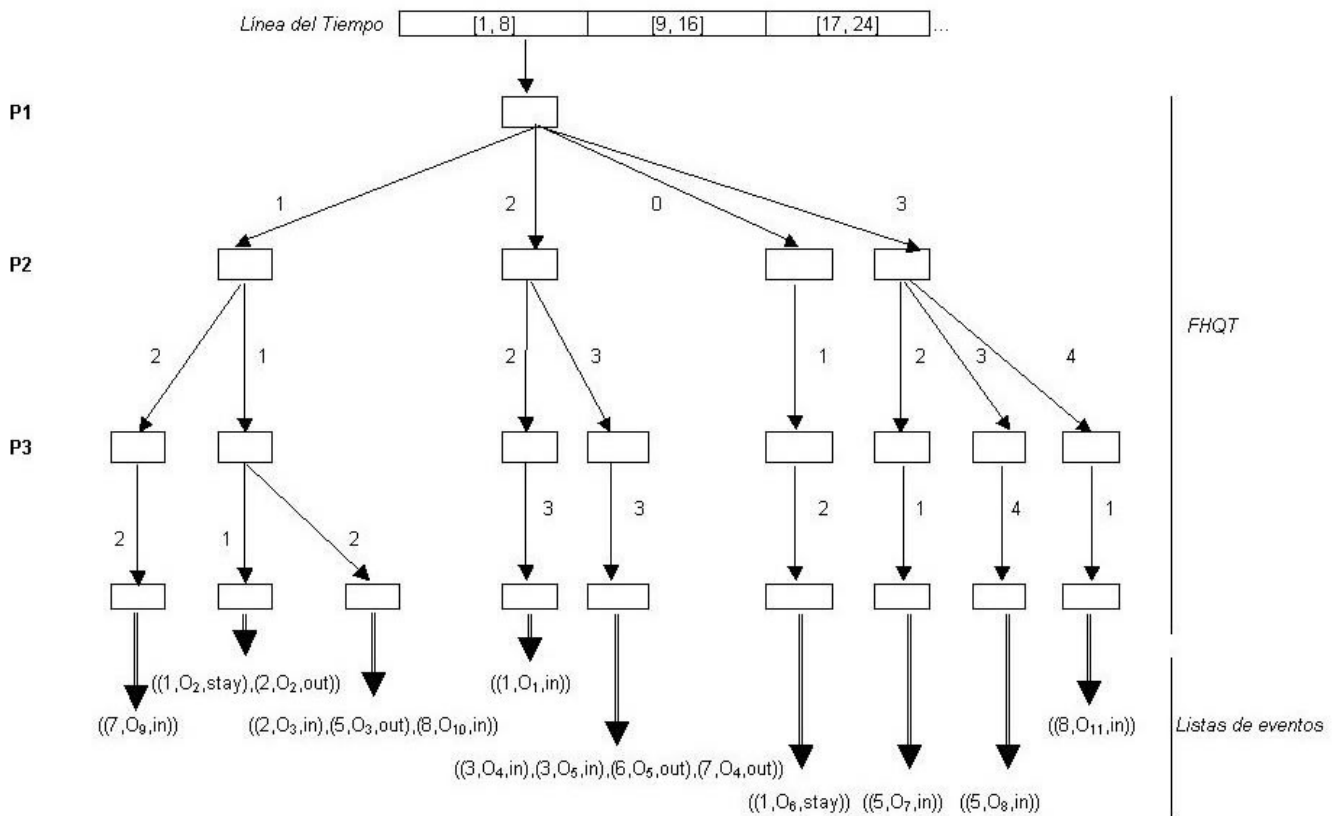 Línea del Tiempo [1, 8] [9, 16] [17, 24] ...
P1
1 2 0 3
P2
FHQT
2 1 2 3 1 2 3 4
P3
2 1 2 3 3 2 1 4 1
((1,O2,stay),(2,O2,out)) ((1,O1,in))
((7,O9,in)) ((2,O3,in),(5,O3,out),(8,O10,in)) ((8,O11,in)) Listas de eventos
((3,O4,in),(3,O5,in),(6,O5,out),(7,O4,out))
((1,O6,stay)) ((5,O7,in)) ((5,O8,in))